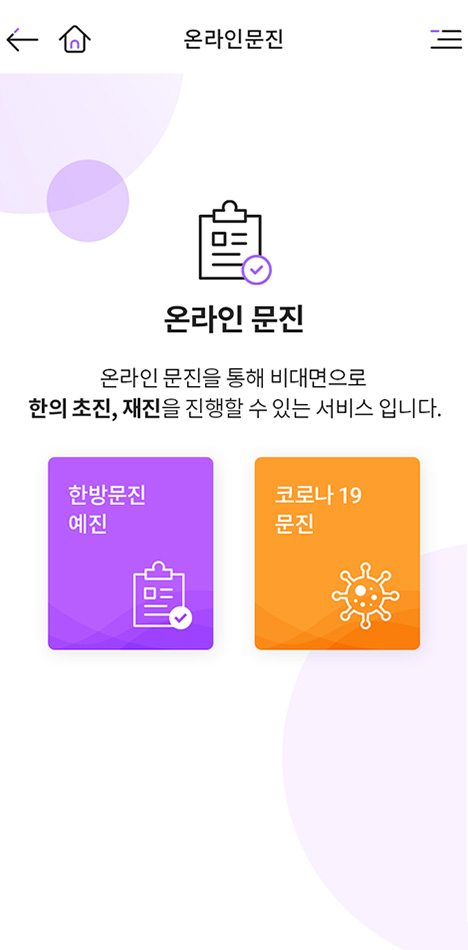 온라인문진
온라인 문진
온라인 문진을 통해 비대면으로
한의 초진, 재진을 진행할 수 있는 서비스 입니다.
한방문진
예진
코로나 19
문진